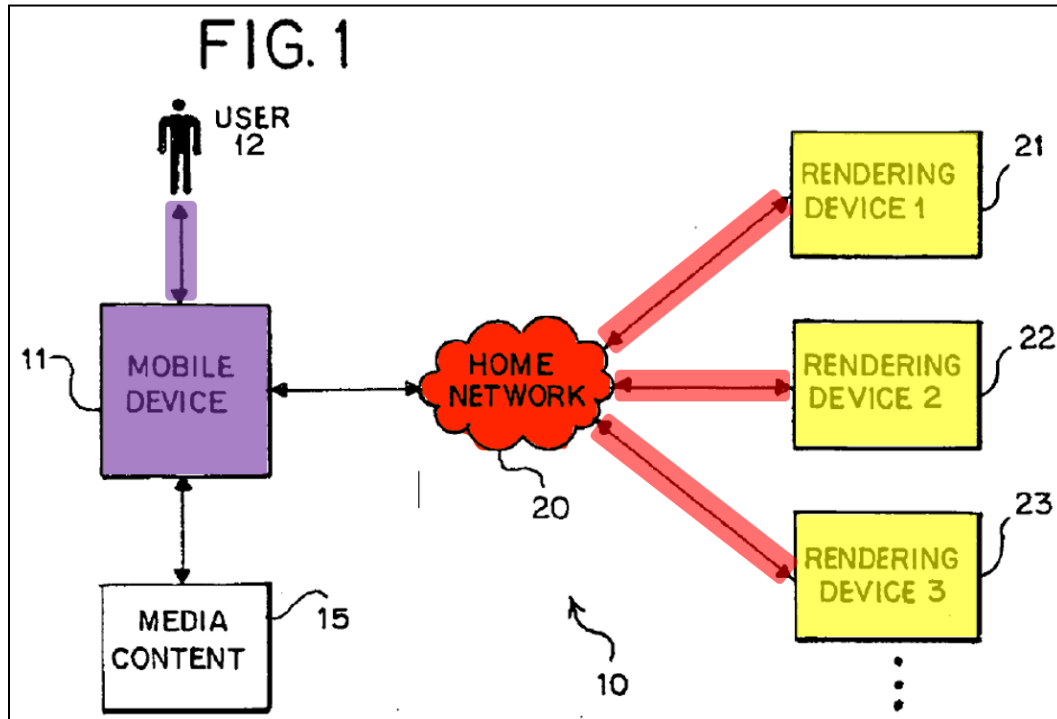 FIG. 1
USER
12
21
RENDERING
DEVICE 1
11
MOBILE
DEVICE
HOME
NETWORK
20
22
RENDERING
DEVICE 2
23
RENDERING
DEVICE 3
MEDIA
CONTENT
15
10